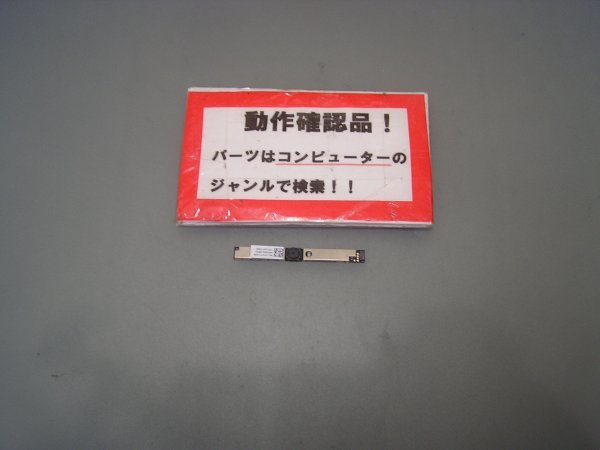 動作確認品！
パーツはコンピューターの
ジャンルで検索！！